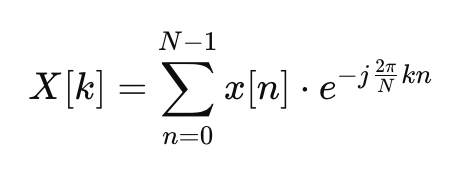 X[k] = \sum_{n=0}^{N-1} x[n] \cdot e^{-j \frac{2\pi}{N} kn}